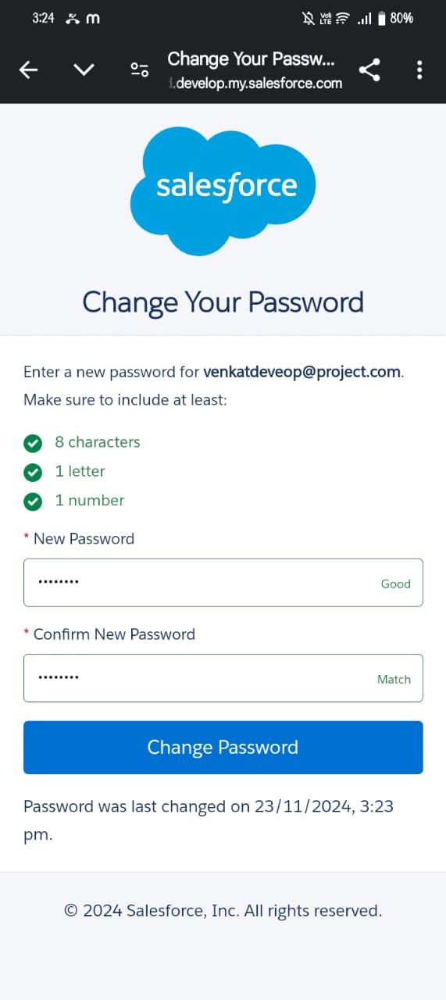 3:24 m Vo) LTE 80%
Change Your Passw...
.develop.my.salesforce.com
salesforce
Change Your Password
Enter a new password for venkatdeveop@project.com.
Make sure to include at least:
8 characters
1 letter
1 number
* New Password
•••••••• Good
* Confirm New Password
•••••••• Match
Change Password
Password was last changed on 23/11/2024, 3:23
pm.
© 2024 Salesforce, Inc. All rights reserved.